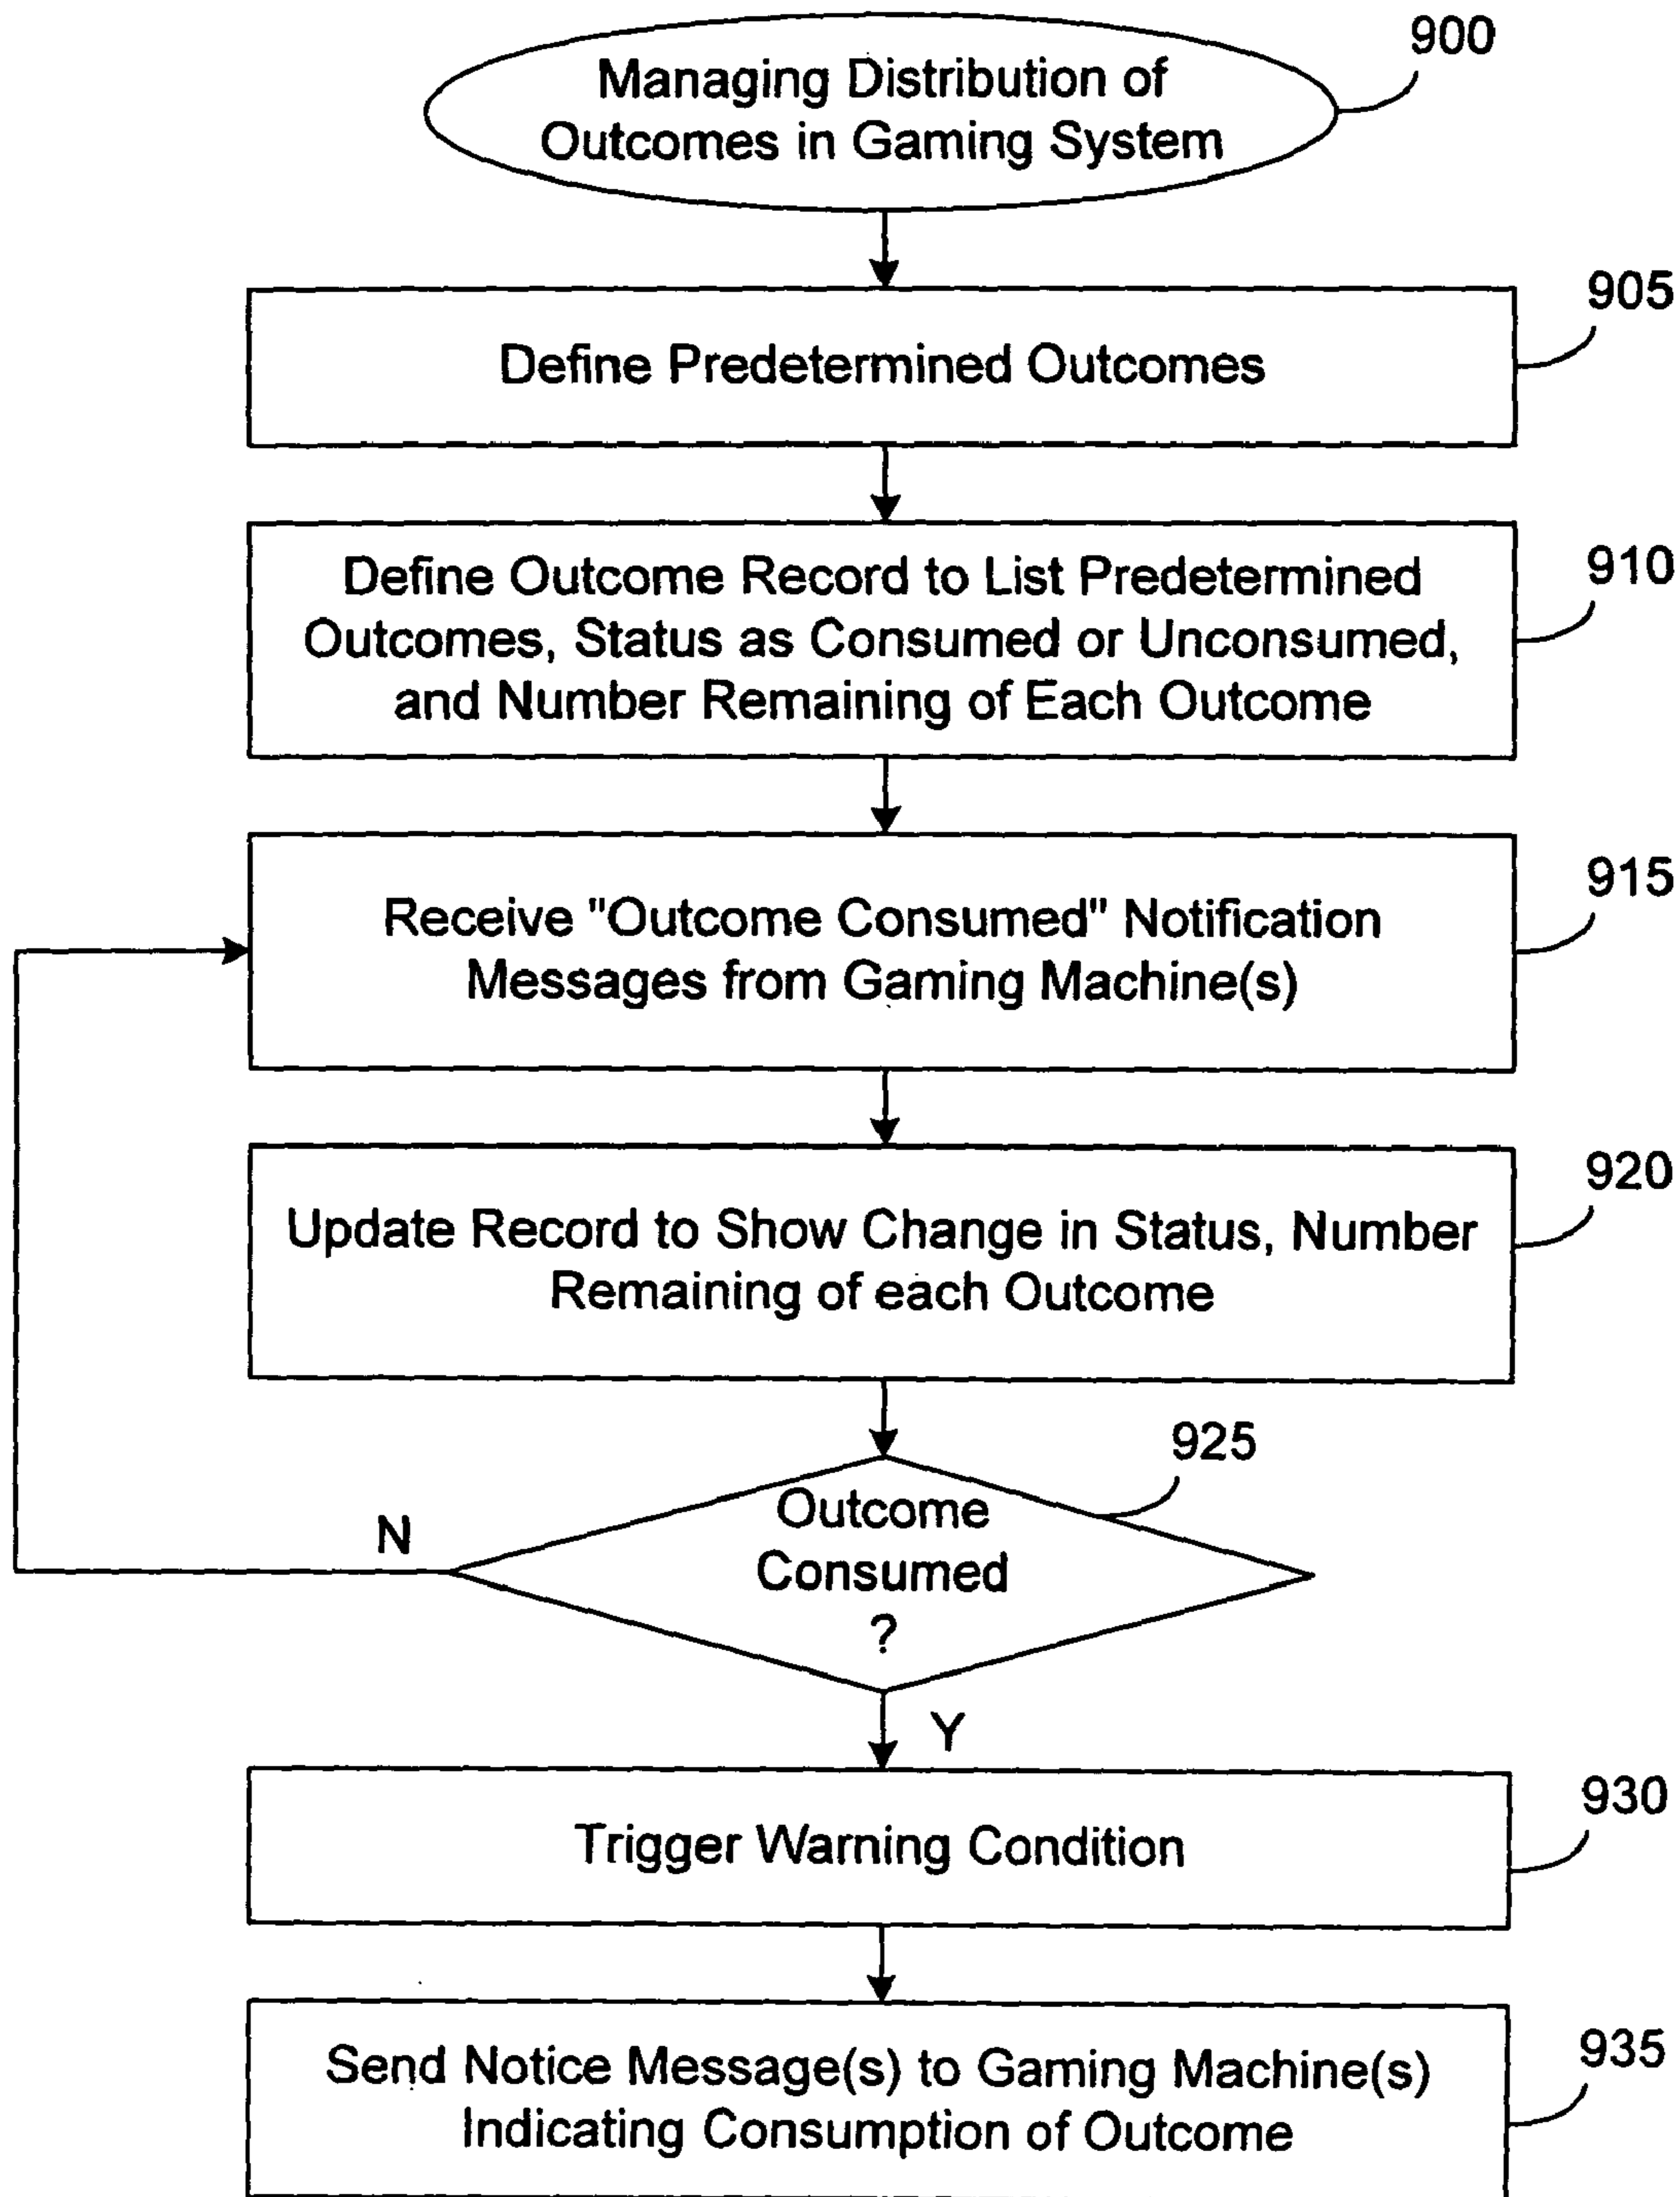 900
Managing Distribution of
Outcomes in Gaming System
905
Define Predetermined Outcomes
910
Define Outcome Record to List Predetermined
Outcomes, Status as Consumed or Unconsumed,
and Number Remaining of Each Outcome
915
Receive "Outcome Consumed" Notification
Messages from Gaming Machine(s)
920
Update Record to Show Change in Status, Number
Remaining of each Outcome
925
Outcome
Consumed
?
N
Y
930
Trigger Warning Condition
935
Send Notice Message(s) to Gaming Machine(s)
Indicating Consumption of Outcome